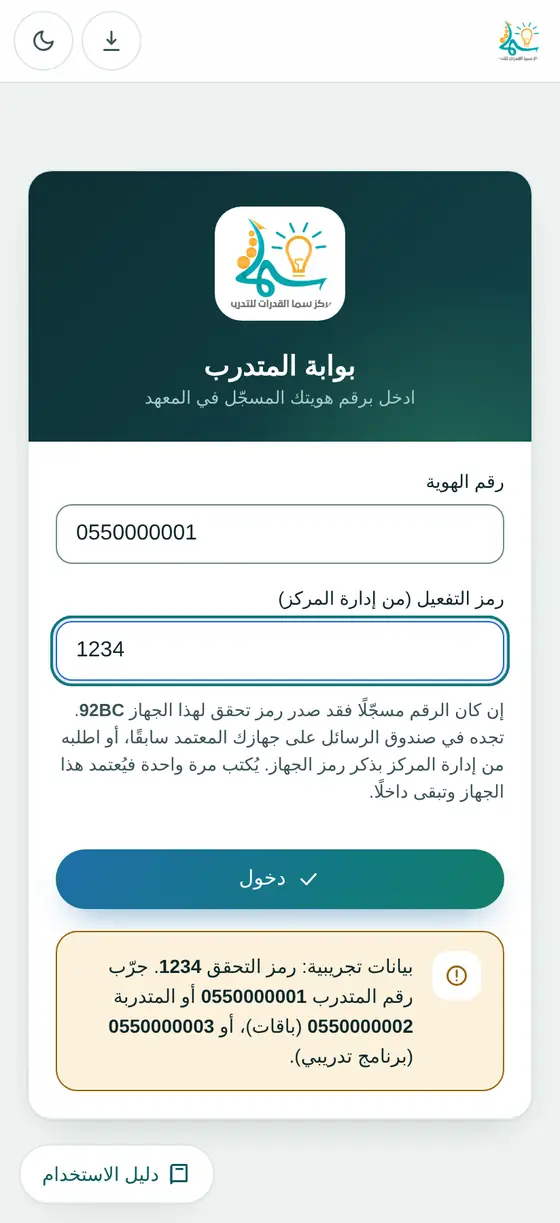 مركز سما القدرات للتدريب
بوابة المتدرب
ادخل برقم هويتك المسجّل في المعهد
رقم الهوية
0550000001
رمز التفعيل (من إدارة المركز)
1234
إن كان الرقم مسجّلًا فقد صدر رمز تحقق لهذا الجهاز 92BC.
تجده في صندوق الرسائل على جهازك المعتمد سابقًا، أو اطلبه
من إدارة المركز بذكر رمز الجهاز. يُكتب مرة واحدة فيُعتمد هذا
الجهاز وتبقى داخلًا.
دخول
بيانات تجريبية: رمز التحقق 1234. جرّب
رقم المتدرب 0550000001 أو المتدربة
0550000002 (باقات)، أو 0550000003
(برنامج تدريبي).
دليل الاستخدام